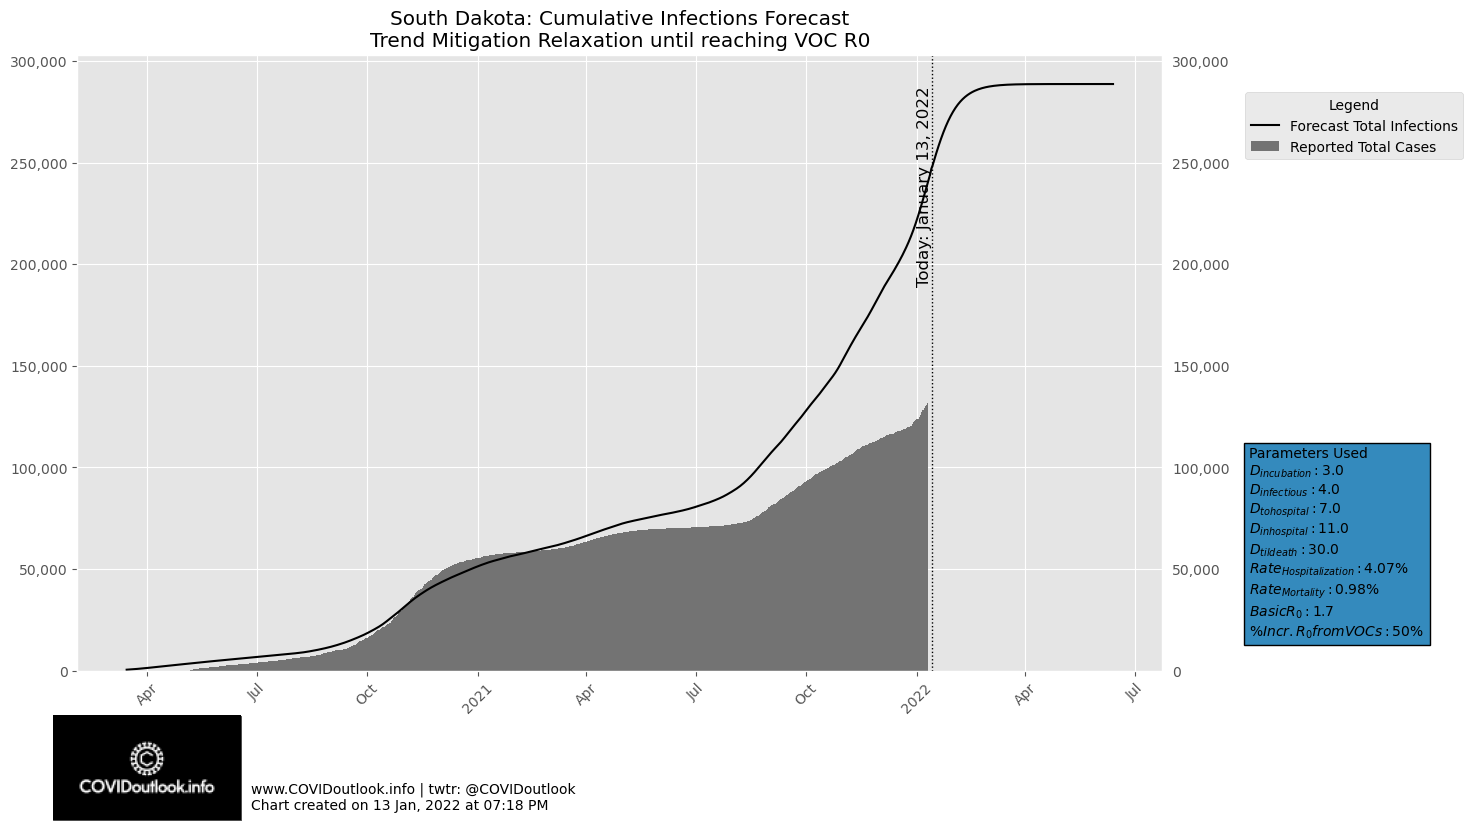 South Dakota: Cumulative Infections Forecast
Trend Mitigation Relaxation until reaching VOC R0
300,000
250,000
200,000
150,000
100,000
50,000
0
300,000
250,000
200,000
150,000
100,000
50,000
0
Apr
Jul
Oct
2021
Apr
Jul
Oct
2022
Apr
Jul
Today: January 13, 2022
Legend
Forecast Total Infections
Reported Total Cases
Parameters Used
D_incubation : 3.0
D_infectious : 4.0
D_tohospital : 7.0
D_inhospital : 11.0
D_tildeath : 30.0
Rate_Hospitalization : 4.07%
Rate_Mortality : 0.98%
BasicR_0 : 1.7
%Incr.R_0fromVOCs : 50%
COVIDoutlook.info
www.COVIDoutlook.info | twtr: @COVIDoutlook
Chart created on 13 Jan, 2022 at 07:18 PM